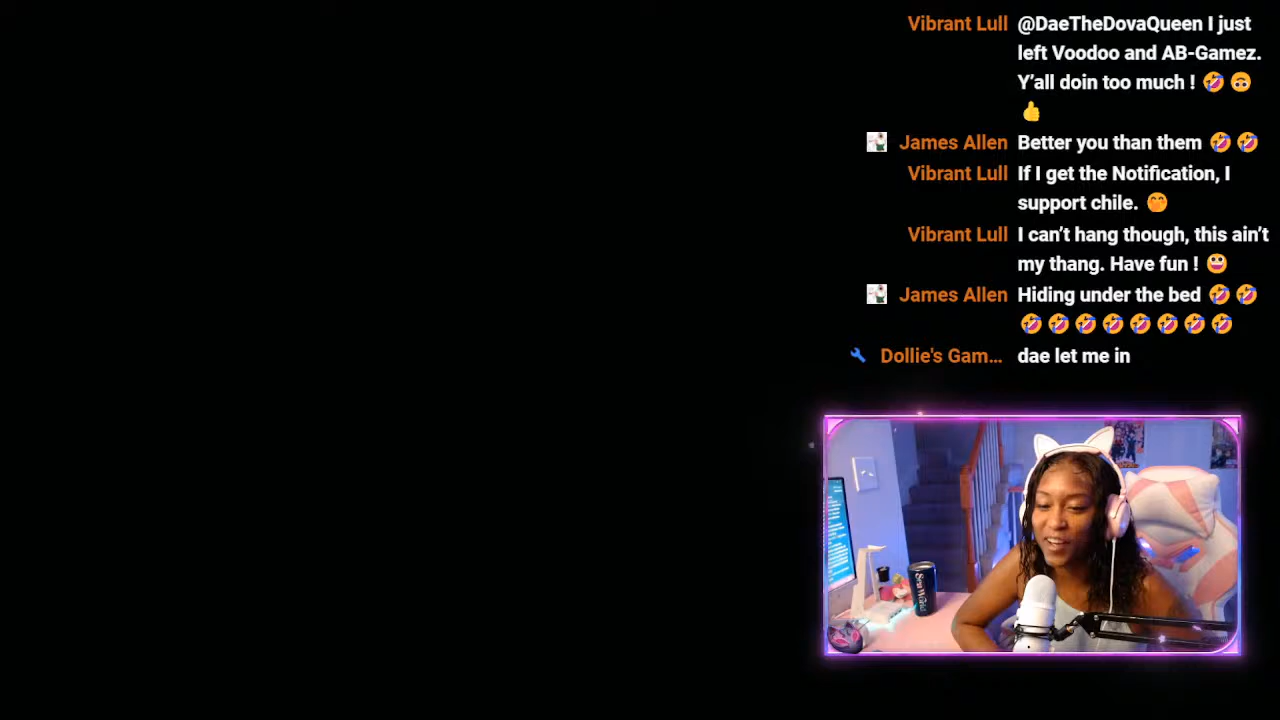 Vibrant Lull @DaeTheDovaQueen I just
left Voodoo and AB-Gamez.
Y’all doin too much ! 🤣 🙃
👍
James Allen Better you than them 🤣 🤣
Vibrant Lull If I get the Notification, I
support chile. 🤭
Vibrant Lull I can’t hang though, this ain’t
my thang. Have fun ! 😃
James Allen Hiding under the bed 🤣 🤣
🤣 🤣 🤣 🤣 🤣 🤣 🤣 🤣
Dollie's Gam... dae let me in
SeaWorld